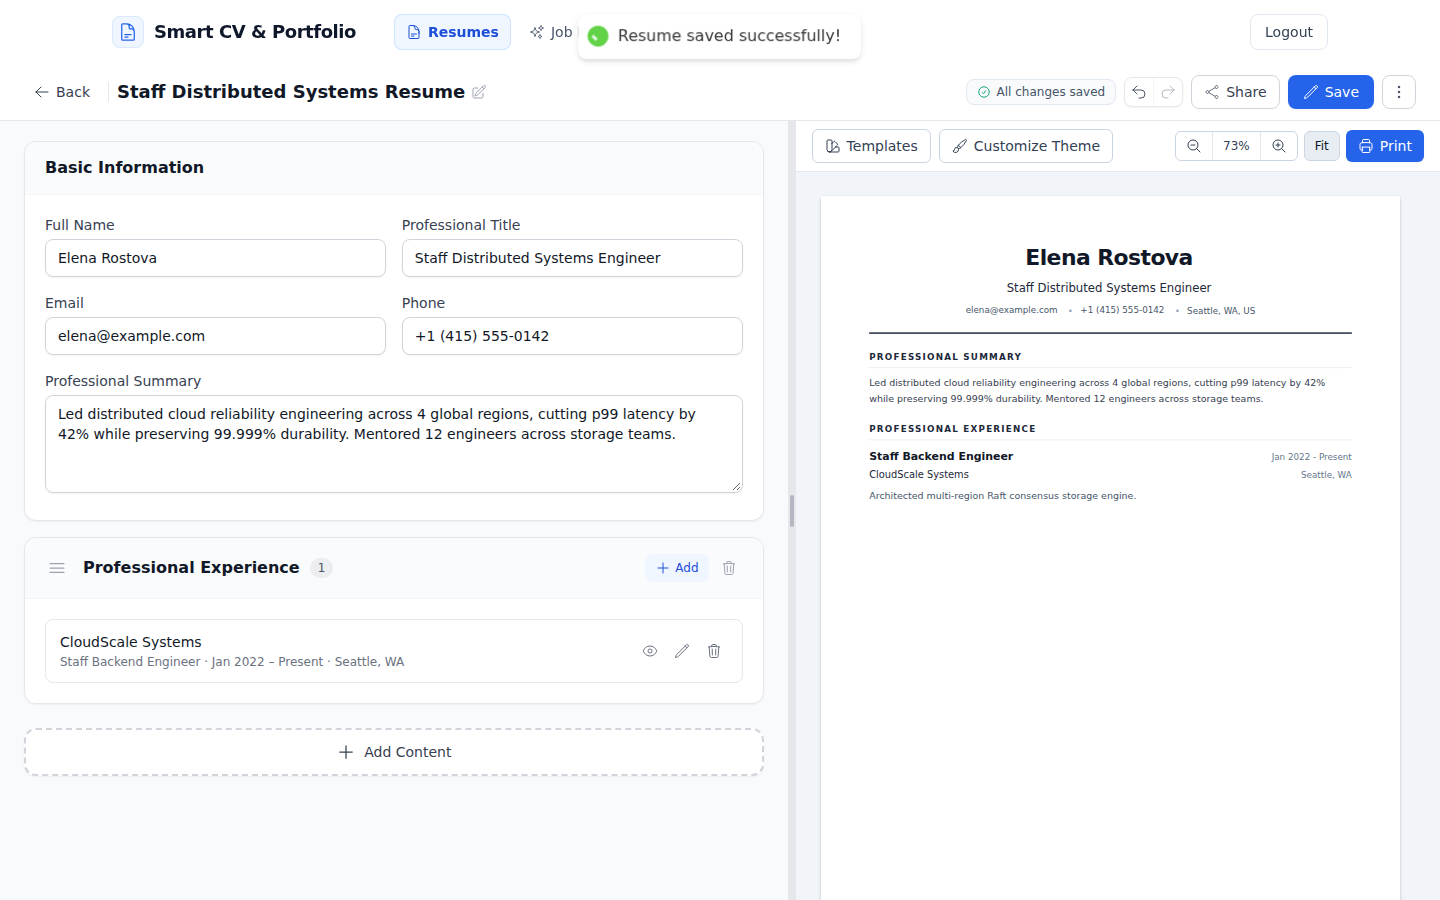 Smart CV & Portfolio
Resumes
Job
Resume saved successfully!
Logout
Back
Staff Distributed Systems Resume
All changes saved
Share
Save
Basic Information
Full Name
Professional Title
Elena Rostova
Staff Distributed Systems Engineer
Email
Phone
elena@example.com
+1 (415) 555-0142
Professional Summary
Led distributed cloud reliability engineering across 4 global regions, cutting p99 latency by
42% while preserving 99.999% durability. Mentored 12 engineers across storage teams.
Professional Experience 1
Add
CloudScale Systems
Staff Backend Engineer · Jan 2022 – Present · Seattle, WA
Add Content
Templates
Customize Theme
73%
Fit
Print
Elena Rostova
Staff Distributed Systems Engineer
elena@example.com • +1 (415) 555-0142 • Seattle, WA, US
PROFESSIONAL SUMMARY
Led distributed cloud reliability engineering across 4 global regions, cutting p99 latency by 42%
while preserving 99.999% durability. Mentored 12 engineers across storage teams.
PROFESSIONAL EXPERIENCE
Staff Backend Engineer Jan 2022 - Present
CloudScale Systems Seattle, WA
Architected multi-region Raft consensus storage engine.